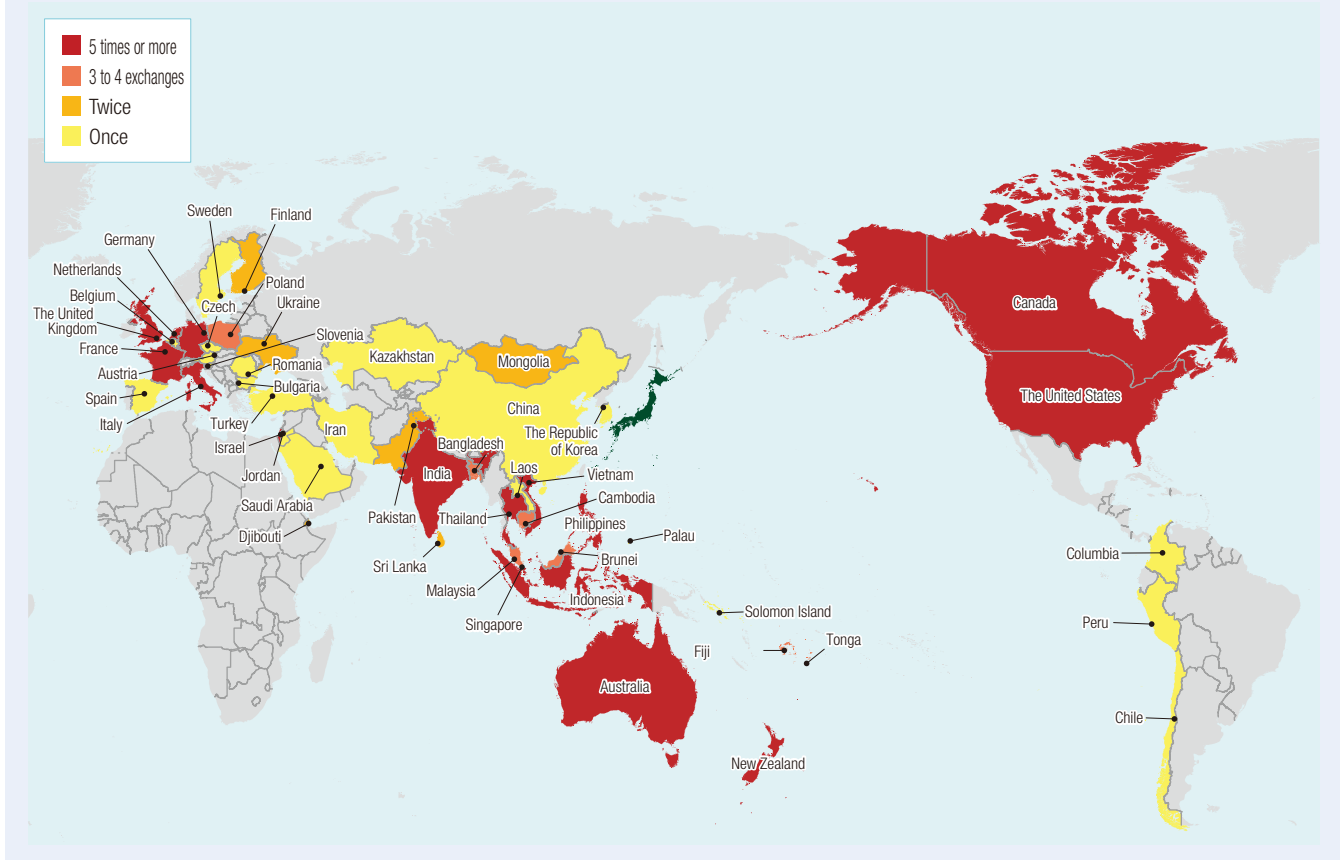 5 times or more
3 to 4 exchanges
Twice
Once
Sweden
Finland
Germany
Netherlands
Poland
Belgium
Czech
Ukraine
The United
Kingdom
Slovenia
France
Kazakhstan
Mongolia
Romania
Austria
Bulgaria
Spain
Italy
Turkey
Iran
China
The Republic
of Korea
Israel
Bangladesh
Jordan
India
Laos
Vietnam
Saudi Arabia
Cambodia
Pakistan
Thailand
Philippines
Djibouti
Palau
Sri Lanka
Brunei
Malaysia
Indonesia
Singapore
Solomon Island
Fiji
Tonga
Australia
New Zealand
Canada
The United States
Columbia
Peru
Chile